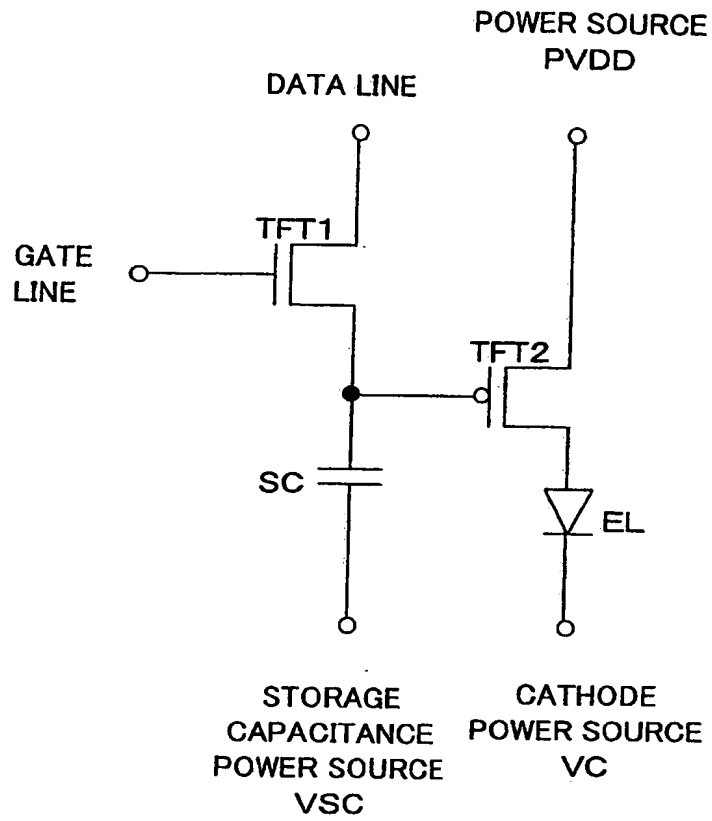 POWER SOURCE
PVDD
DATA LINE
TFT1
GATE
LINE
TFT2
SC
EL
STORAGE
CAPACITANCE
POWER SOURCE
VSC
CATHODE
POWER SOURCE
VC